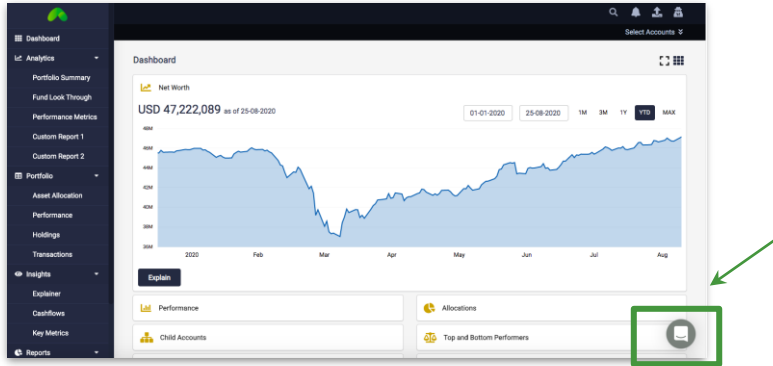 Dashboard
Analytics
Portfolio Summary
Fund Look Through
Performance Metrics
Custom Report 1
Custom Report 2
Portfolio
Asset Allocation
Performance
Holdings
Transactions
Insights
Explainer
Cashflows
Key Metrics
Reports
Select Accounts
Dashboard
Net Worth
USD 47,222,089 as of 25-08-2020
01-01-2020 25-08-2020 1M 3M 1Y YTD MAX
48M
46M
44M
42M
40M
38M
36M
2020 Feb Mar Apr May Jun Jul Aug
Explain
Performance Allocations
Child Accounts Top and Bottom Performers